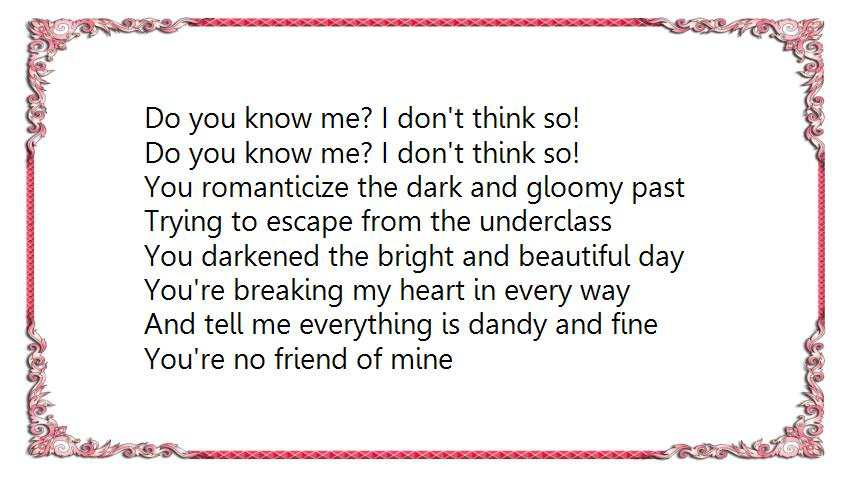 Do you know me? I don't think so!
Do you know me? I don't think so!
You romanticize the dark and gloomy past
Trying to escape from the underclass
You darkened the bright and beautiful day
You're breaking my heart in every way
And tell me everything is dandy and fine
You're no friend of mine